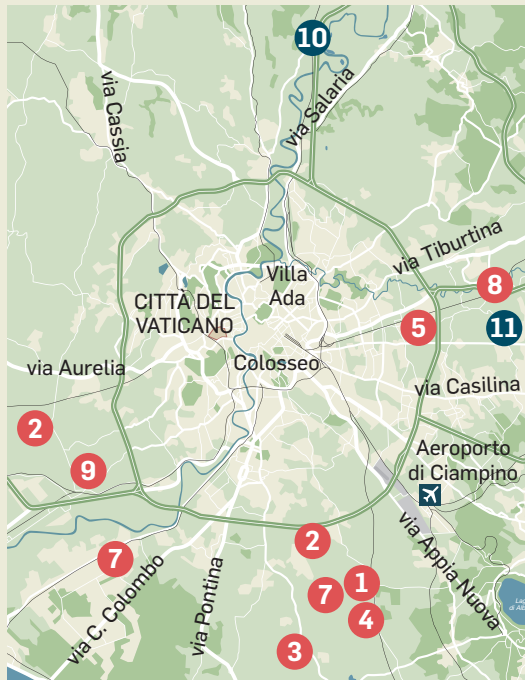 10
via Cassia
via Salaria
via Tiburtina
Villa
Ada
8
CITTÀ DEL
VATICANO
5
11
Colosseo
via Aurelia
via Casilina
2
Aeroporto
di Ciampino
9
via Appia Nuova
2
7
via C. Colombo
via Pontina
1
7
4
3